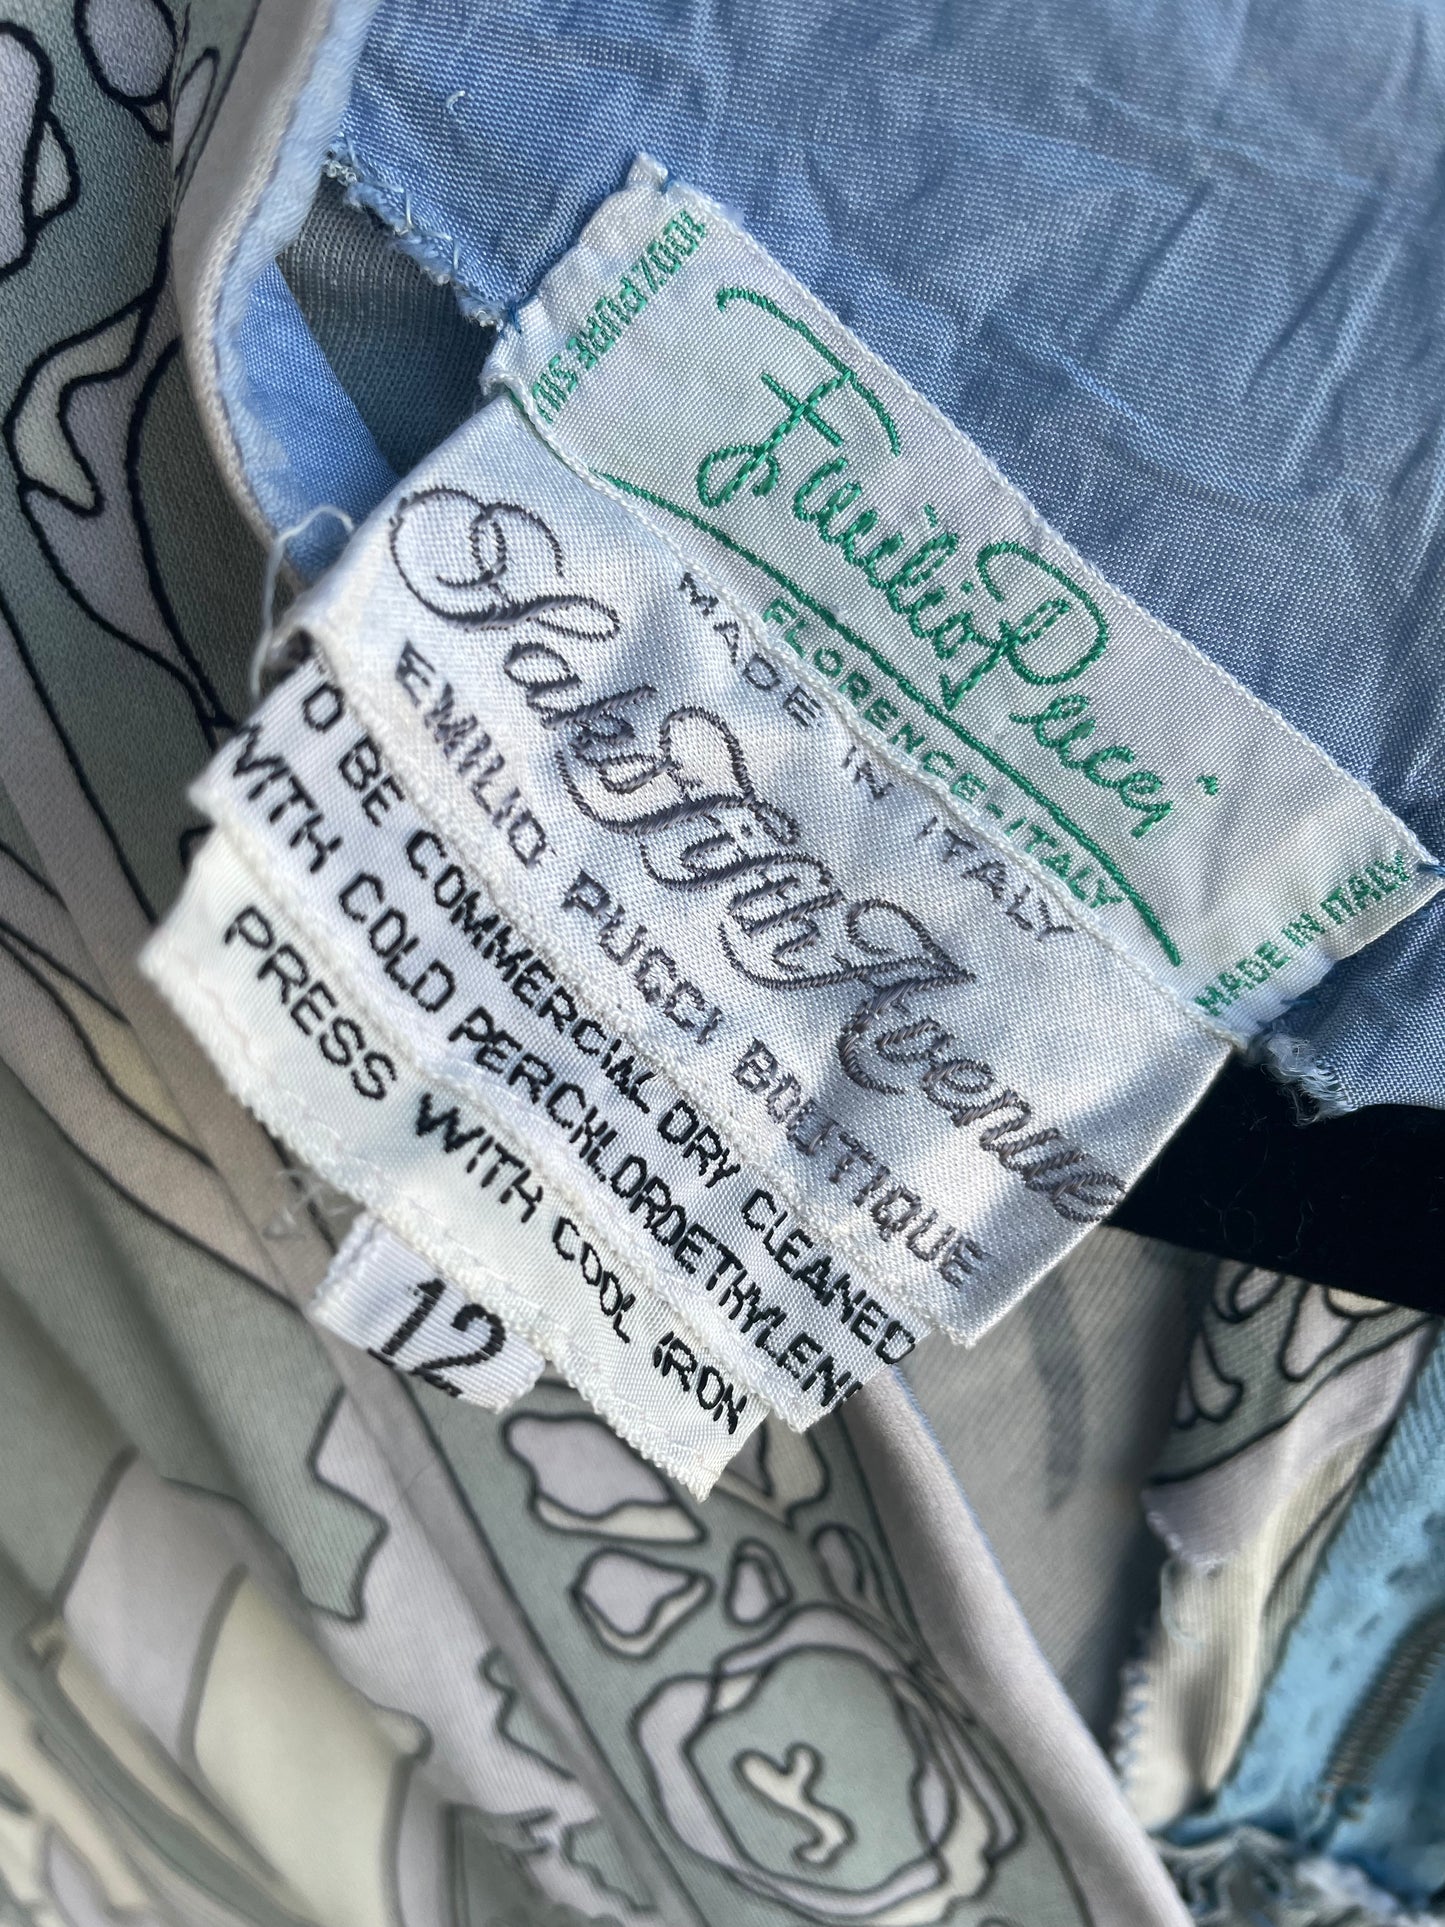 100% PURE SILK
Emilio Pucci
FLORENCE-ITALY
MADE IN ITALY
MADE IN ITALY
Saks Fifth Avenue
EMILIO PUCCI BOUTIQUE
TO BE COMMERCIAL DRY CLEANED
WITH COLD PERCHLOROETHYLENE
PRESS WITH COOL IRON
12